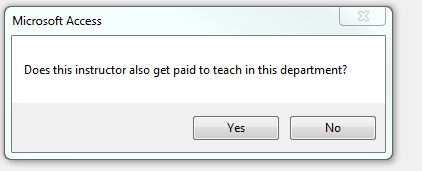 Microsoft Access
Does this instructor also get paid to teach in this department?
Yes
No